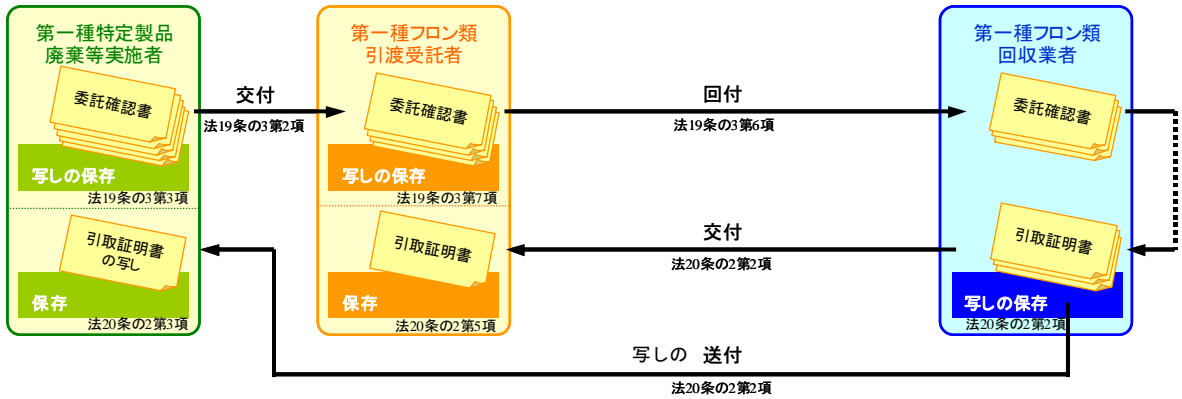 第一種特定製品
廃棄等実施者
委託確認書
写しの保存
法19条の3第3項
引取証明書
の写し
保存
法20条の2第3項
交付
法19条の3第2項
第一種フロン類
引渡受託者
委託確認書
写しの保存
法19条の3第7項
引取証明書
保存
法20条の2第5項
回付
法19条の3第6項
交付
法20条の2第2項
第一種フロン類
回収業者
委託確認書
引取証明書
写しの保存
法20条の2第2項
写しの 送付
法20条の2第2項